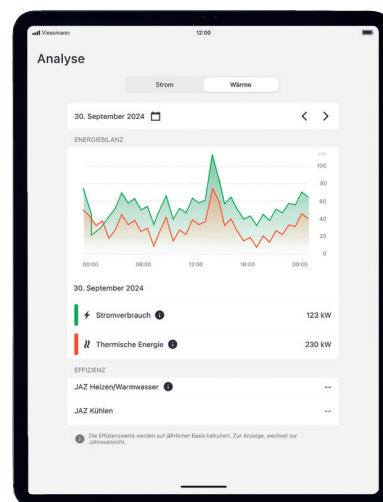 Viessmann 12:00
Analyse
Strom Wärme
30. September 2024
ENERGIEBILANZ
kW
100
80
60
40
20
0
00:00 06:00 12:00 18:00 00:00
30. September 2024
Stromverbrauch 123 kW
Thermische Energie 230 kW
EFFIZIENZ
JAZ Heizen/Warmwasser --
JAZ Kühlen --
Die Effizienzwerte werden auf jährlicher Basis kalkuliert. Zur Anzeige, wechsel zur
Jahresansicht.